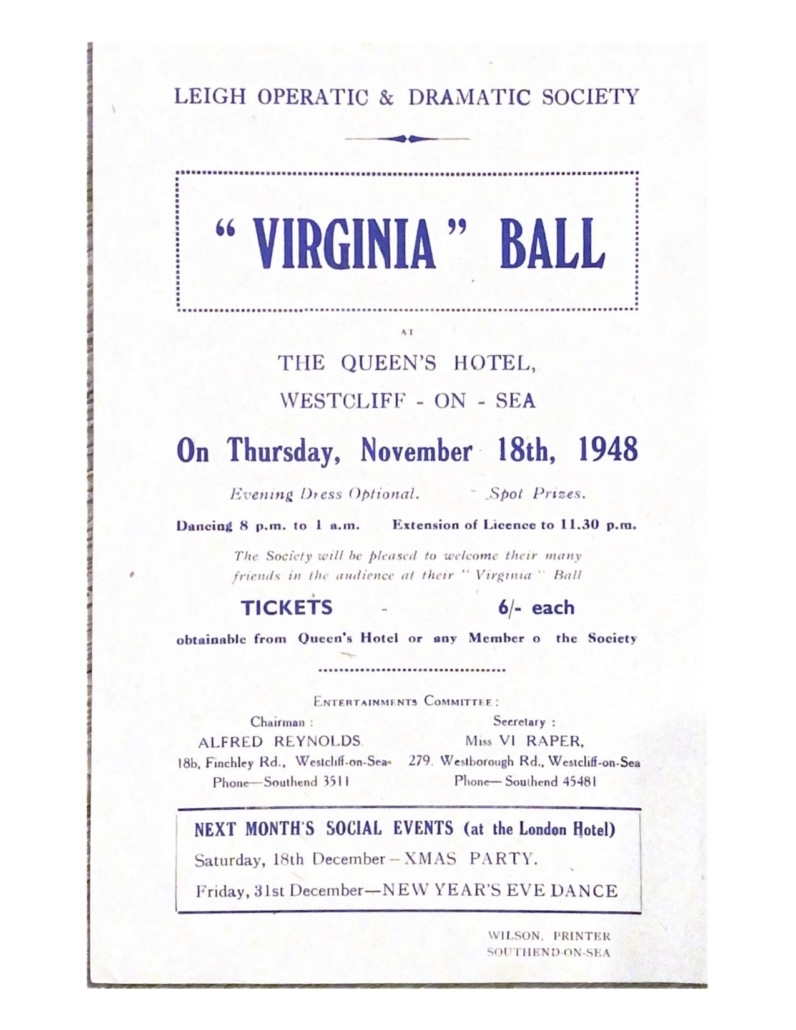 LEIGH OPERATIC & DRAMATIC SOCIETY
“ VIRGINIA ” BALL
AT
THE QUEEN'S HOTEL,
WESTCLIFF - ON - SEA
On Thursday, November 18th, 1948
Evening Dress Optional. - Spot Prizes.
Dancing 8 p.m. to 1 a.m. Extension of Licence to 11.30 p.m.
The Society will be pleased to welcome their many
friends in the audience at their “ Virginia ” Ball
TICKETS - 6/- each
obtainable from Queen's Hotel or any Member o the Society
ENTERTAINMENTS COMMITTEE :
Chairman : Secretary :
ALFRED REYNOLDS Miss VI RAPER,
18b, Finchley Rd., Westcliff-on-Sea- 279, Westborough Rd., Westcliff-on-Sea
Phone—Southend 3511 Phone—Southend 45481
NEXT MONTH'S SOCIAL EVENTS (at the London Hotel)
Saturday, 18th December – XMAS PARTY.
Friday, 31st December—NEW YEAR'S EVE DANCE
WILSON, PRINTER
SOUTHEND-ON-SEA